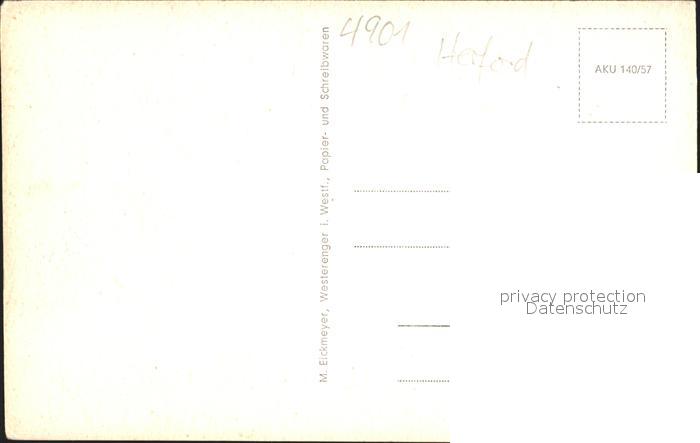 4901
Herford
AKU 140/57
M. Eickmeyer, Westerenger i. Westf., Papier- und Schreibwaren
privacy protection
Datenschutz